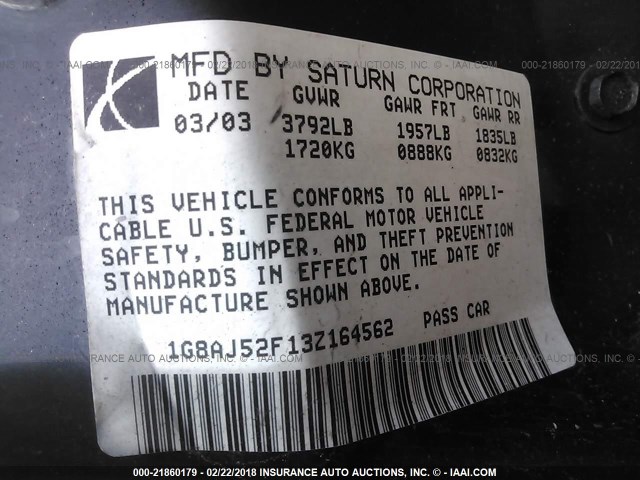 MFD BY SATURN CORPORATION
DATE GVWR GAWR FRT GAWR RR
03/03 3792LB 1957LB 1835LB
1720KG 0888KG 0832KG
THIS VEHICLE CONFORMS TO ALL APPLI-
CABLE U.S. FEDERAL MOTOR VEHICLE
SAFETY, BUMPER, AND THEFT PREVENTION
STANDARDS IN EFFECT ON THE DATE OF
MANUFACTURE SHOWN ABOVE.
1G8AJ52F13Z164562 PASS CAR
000-21860179 - 02/22/2018 INSURANCE AUTO AUCTIONS, INC. - © IAAI.COM